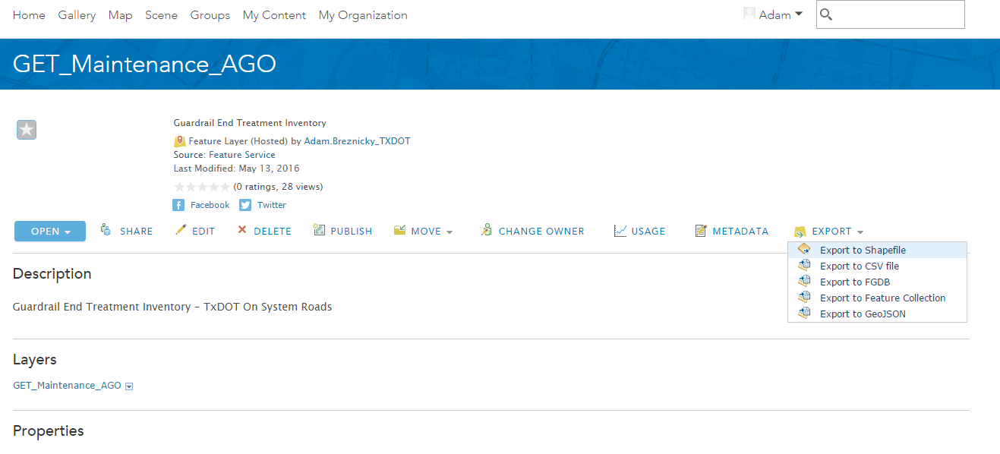 Home Gallery Map Scene Groups My Content My Organization Adam
GET_Maintenance_AGO
Guardrail End Treatment Inventory
Feature Layer (Hosted) by Adam.Breznicky_TXDOT
Source: Feature Service
Last Modified: May 13, 2016
(0 ratings, 28 views)
Facebook Twitter
OPEN SHARE EDIT DELETE PUBLISH MOVE CHANGE OWNER USAGE METADATA EXPORT
Export to Shapefile
Export to CSV file
Export to FGDB
Export to Feature Collection
Export to GeoJSON
Description
Guardrail End Treatment Inventory - TxDOT On System Roads
Layers
GET_Maintenance_AGO
Properties